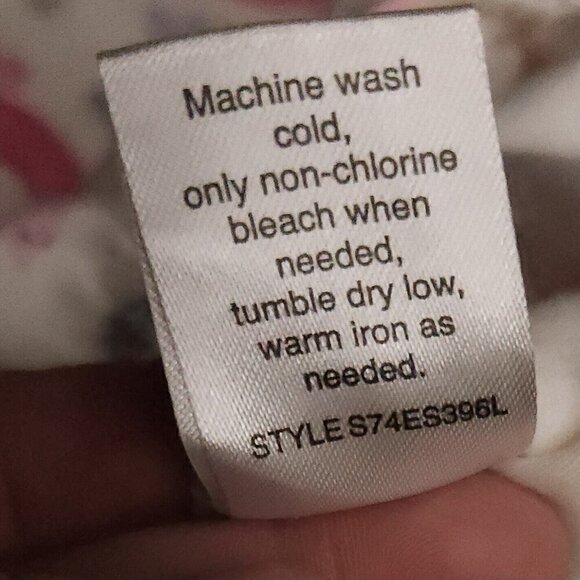 Machine wash
cold,
only non-chlorine
bleach when
needed,
tumble dry low,
warm iron as
needed.
STYLE S74ES396L